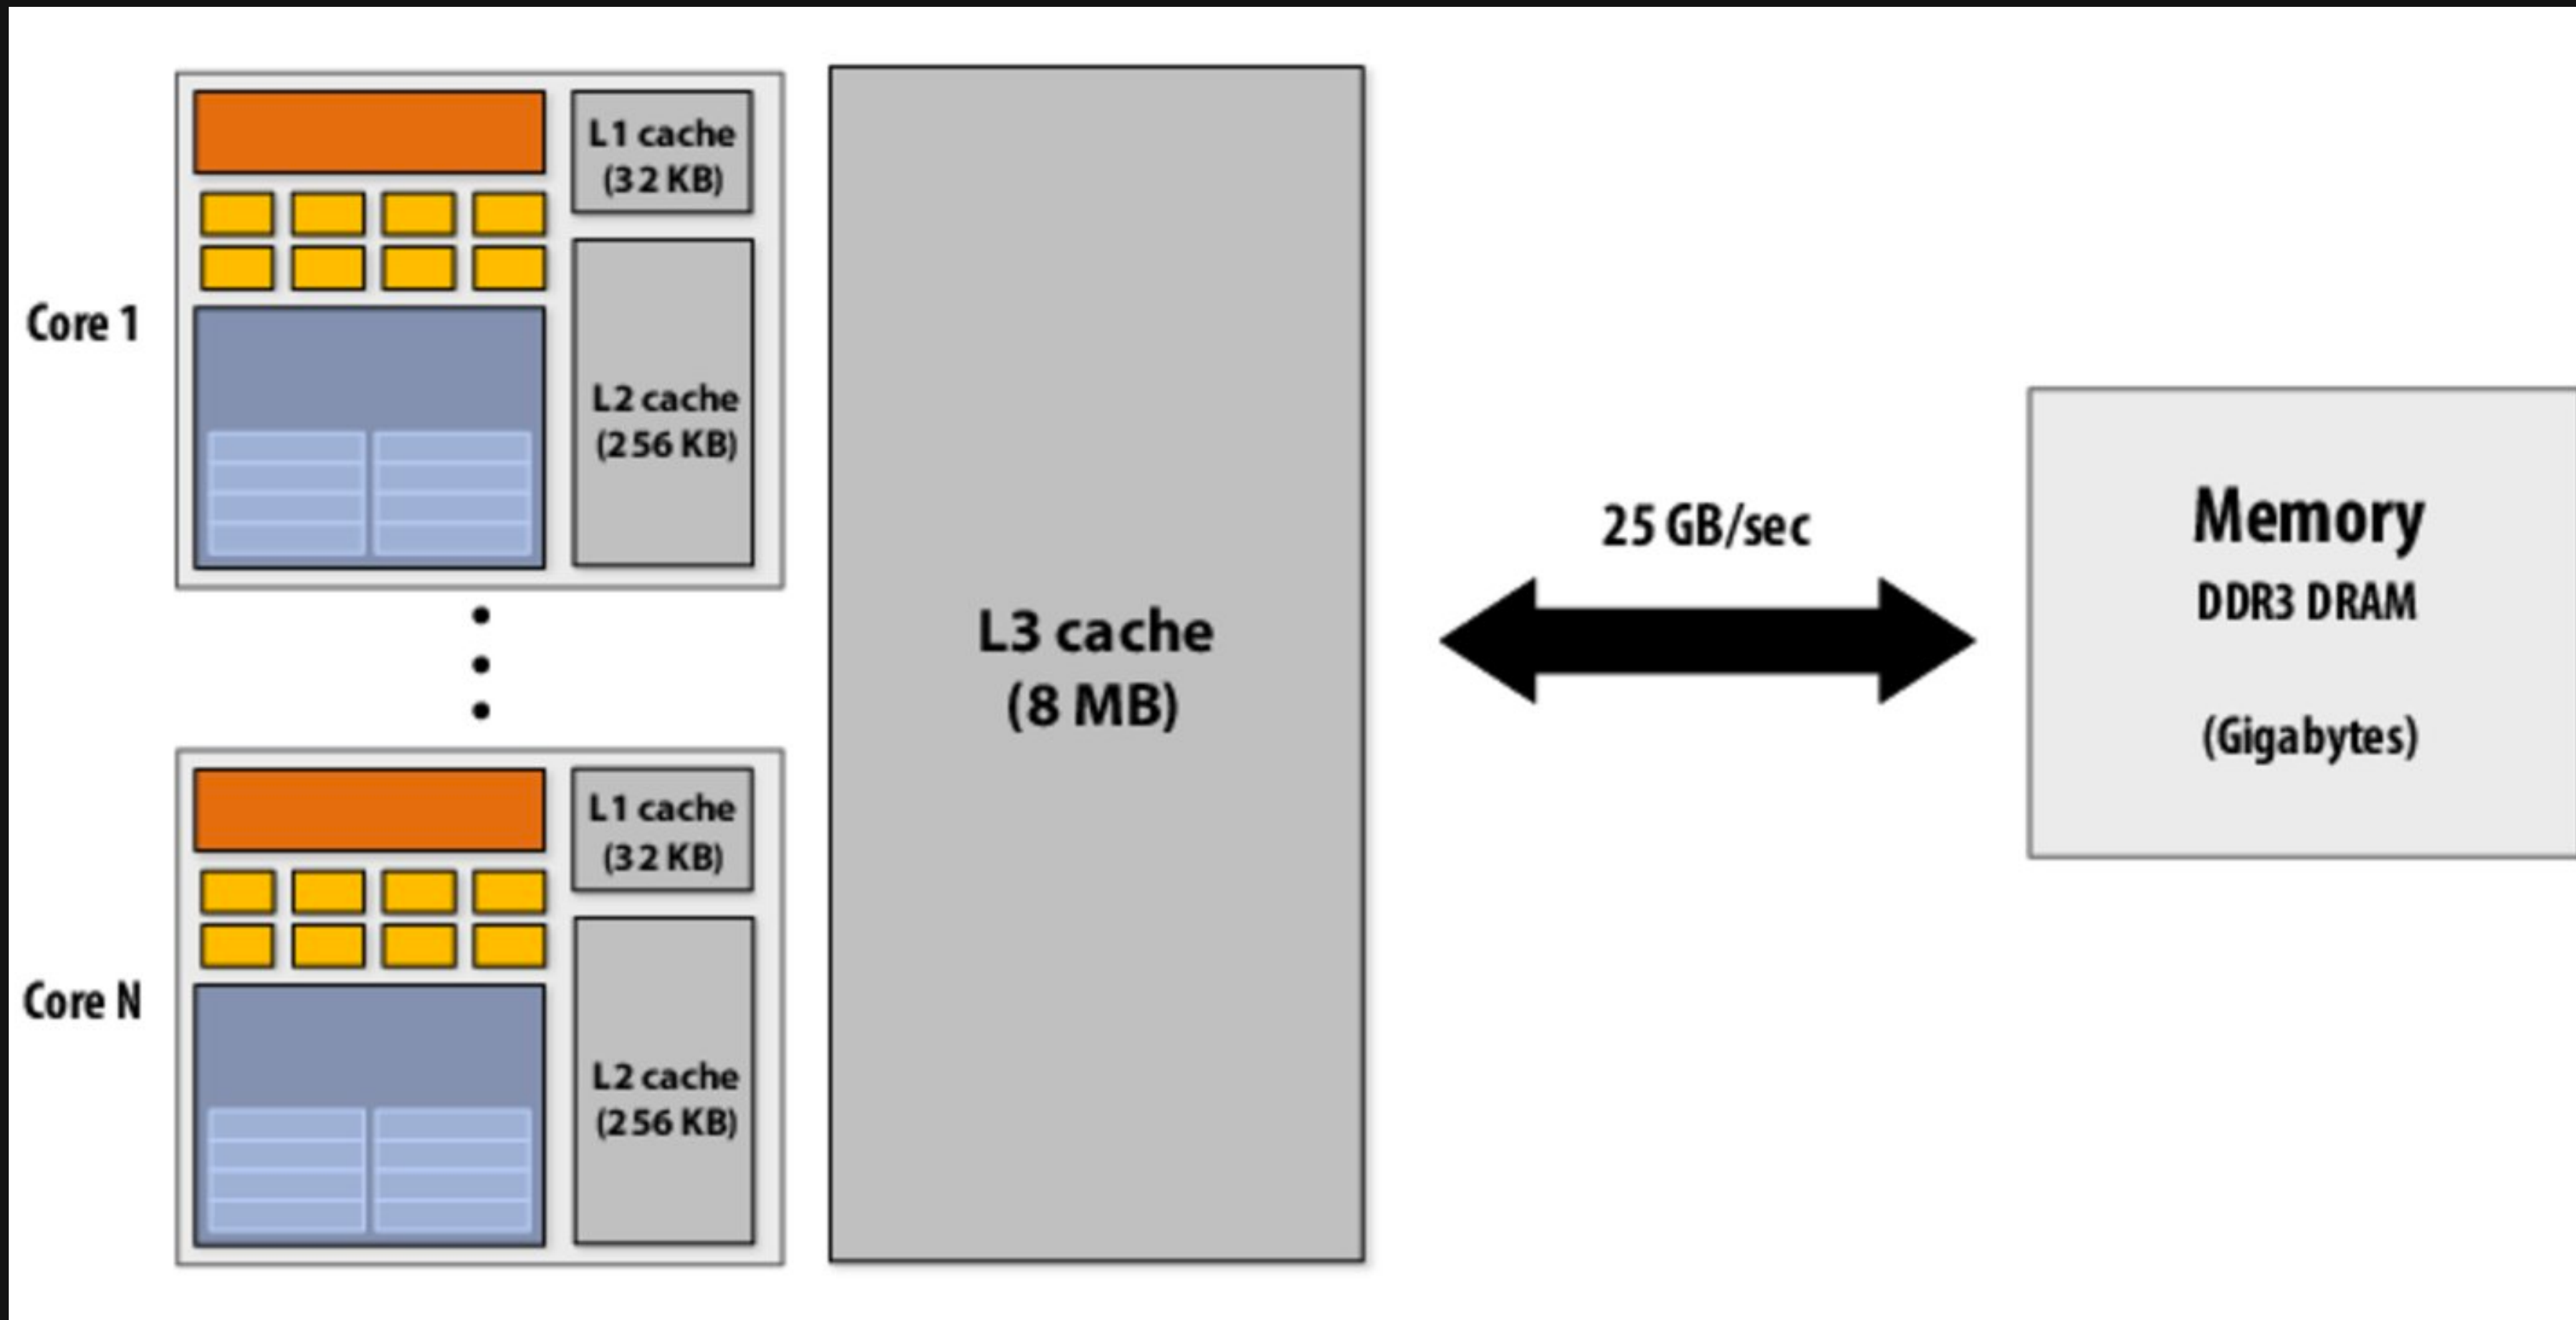 Core 1
L1 cache
(32 KB)
L2 cache
(256 KB)
Core N
L1 cache
(32 KB)
L2 cache
(256 KB)
L3 cache
(8 MB)
25 GB/sec
Memory
DDR3 DRAM
(Gigabytes)